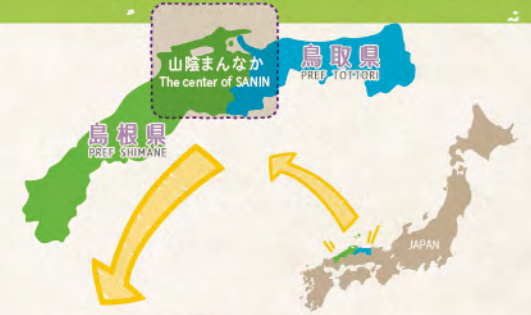 山陰まんなか
The center of SANIN
鳥取県
PREF TOTTORI
島根県
PREF SHIMANE
JAPAN